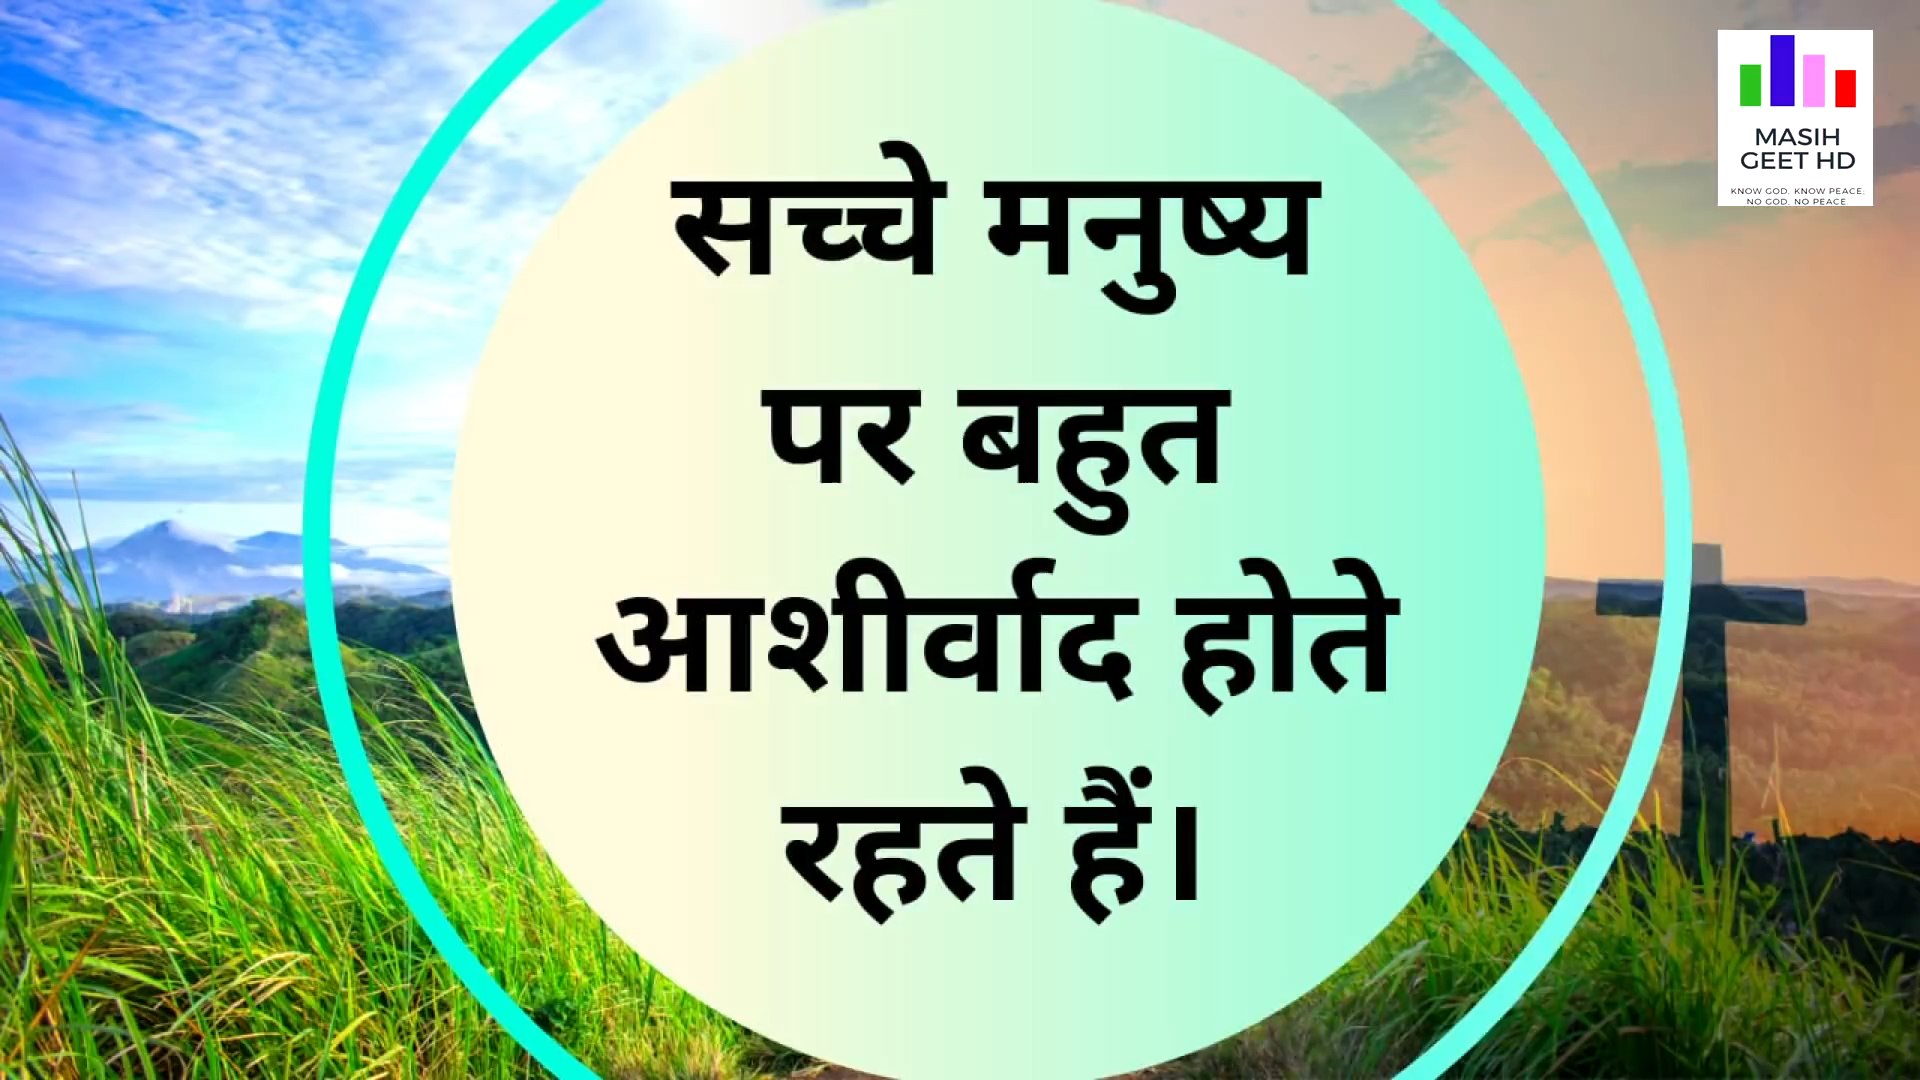 सच्चे मनुष्य
पर बहुत
आशीर्वाद होते
रहते हैं।
MASIH
GEET HD
KNOW GOD. KNOW PEACE.
NO GOD. NO PEACE